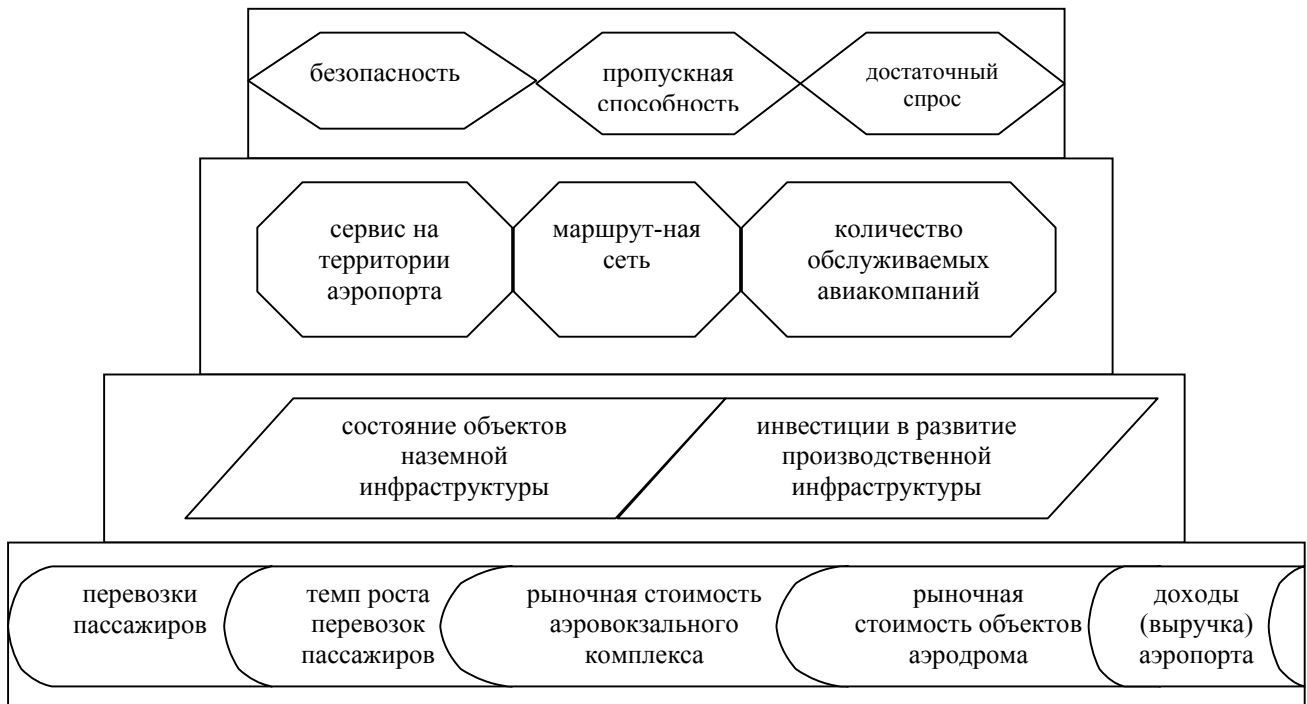 безопасность
пропускная
способность
достаточный
спрос
сервис на
территории
аэропорта
маршрут-ная
сеть
количество
обслуживаемых
авиакомпаний
состояние объектов
наземной
инфраструктуры
инвестиции в развитие
производственной
инфраструктуры
перевозки
пассажиров
темп роста
перевозок
пассажиров
рыночная стоимость
аэровокзального
комплекса
рыночная
стоимость объектов
аэродрома
доходы
(выручка)
аэропорта